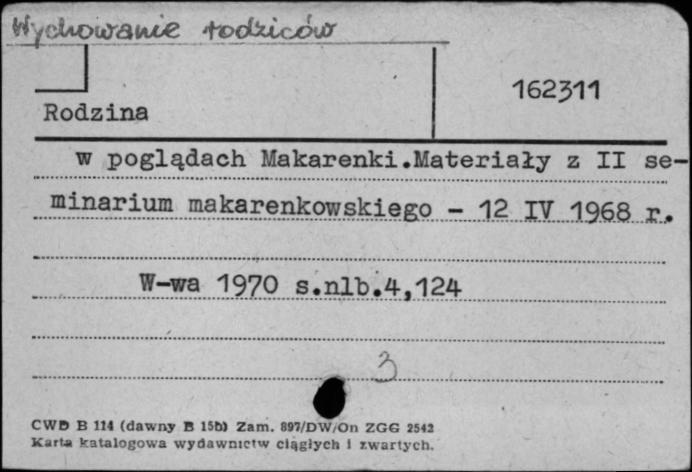 Wychowanie rodziców
162311
Rodzina
w poglądach Makarenki.Materiały z II se-
minarium makarenkowskiego - 12 IV 1968 r.
W-wa 1970 s.nlb.4,124
3
CWD B 114 (dawny B 15b) Zam. 897/DW/On ZGG 2542
Karta katalogowa wydawnictw ciągłych i zwartych.